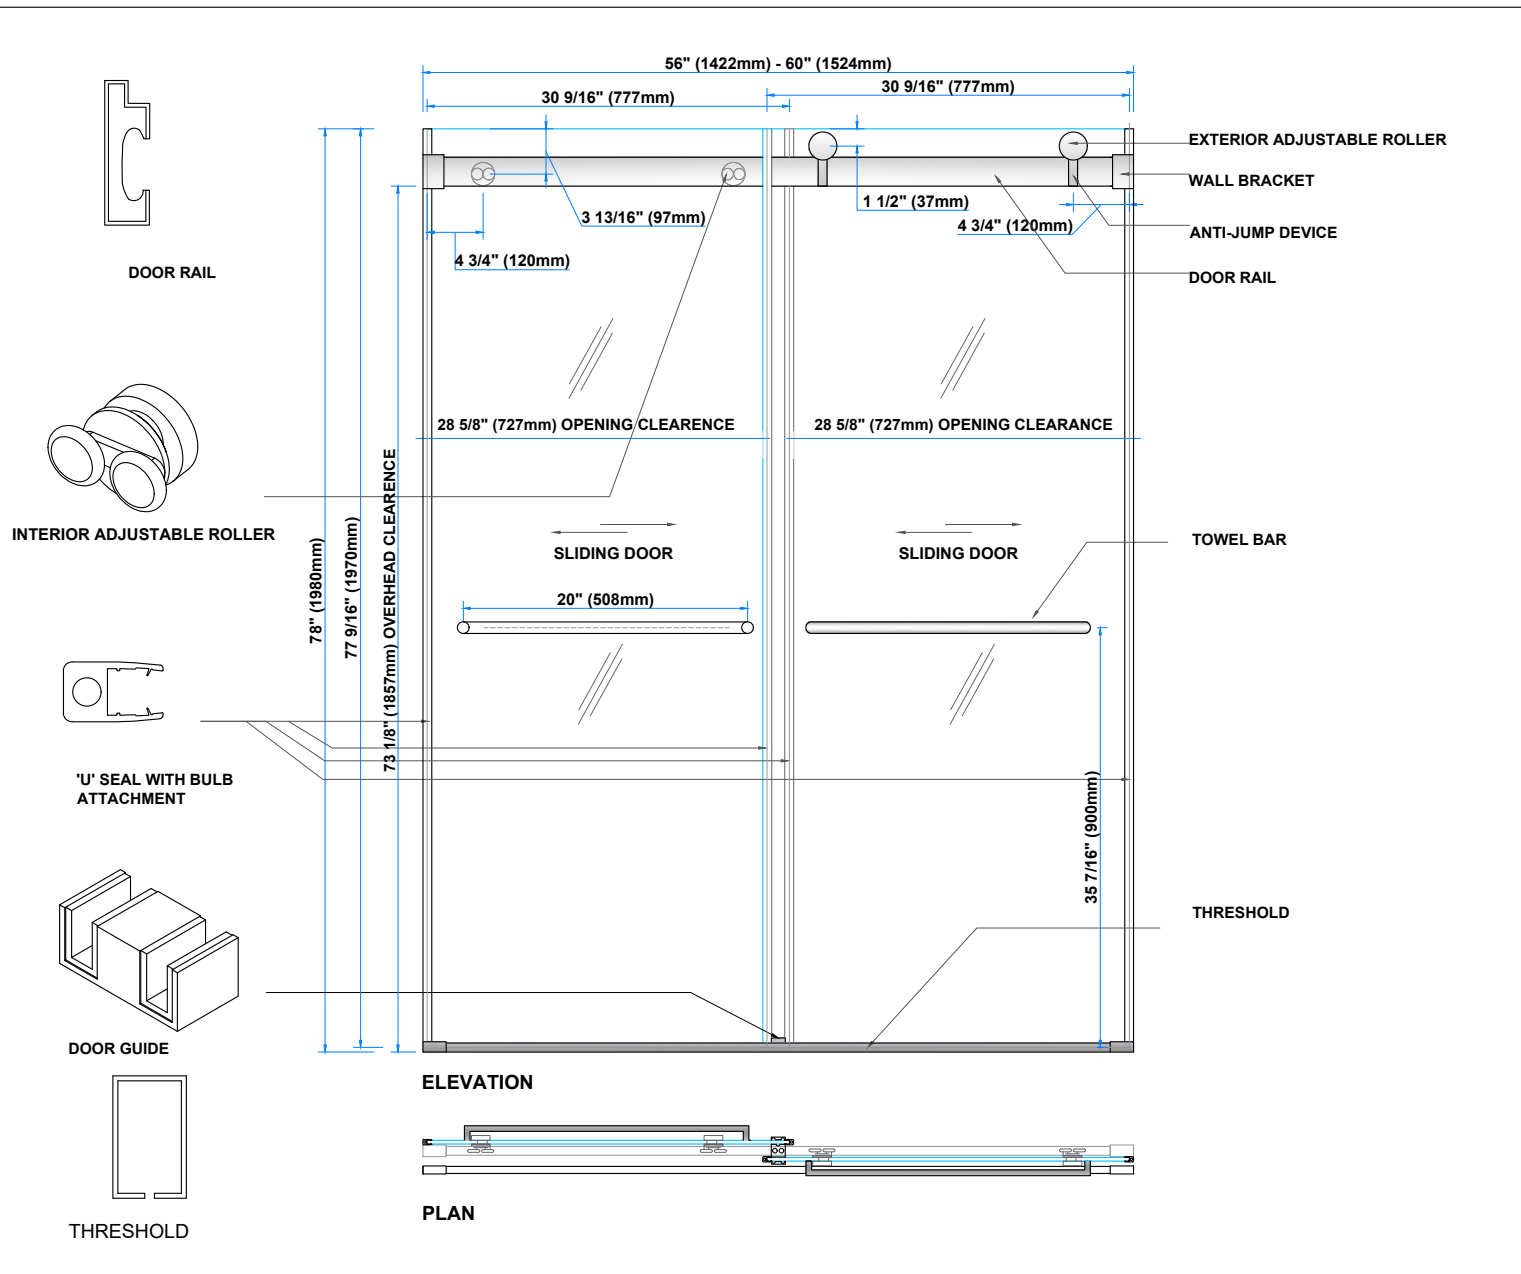 56" (1422mm) - 60" (1524mm)
30 9/16" (777mm)
30 9/16" (777mm)
EXTERIOR ADJUSTABLE ROLLER
WALL BRACKET
1 1/2" (37mm)
3 13/16" (97mm)
4 3/4" (120mm)
ANTI-JUMP DEVICE
4 3/4" (120mm)
DOOR RAIL
DOOR RAIL
28 5/8" (727mm) OPENING CLEARENCE
28 5/8" (727mm) OPENING CLEARANCE
INTERIOR ADJUSTABLE ROLLER
78" (1980mm)
77 9/16" (1970mm)
73 1/8" (1857mm) OVERHEAD CLEARENCE
SLIDING DOOR
SLIDING DOOR
TOWEL BAR
20" (508mm)
'U' SEAL WITH BULB
ATTACHMENT
35 7/16" (900mm)
THRESHOLD
DOOR GUIDE
ELEVATION
PLAN
THRESHOLD